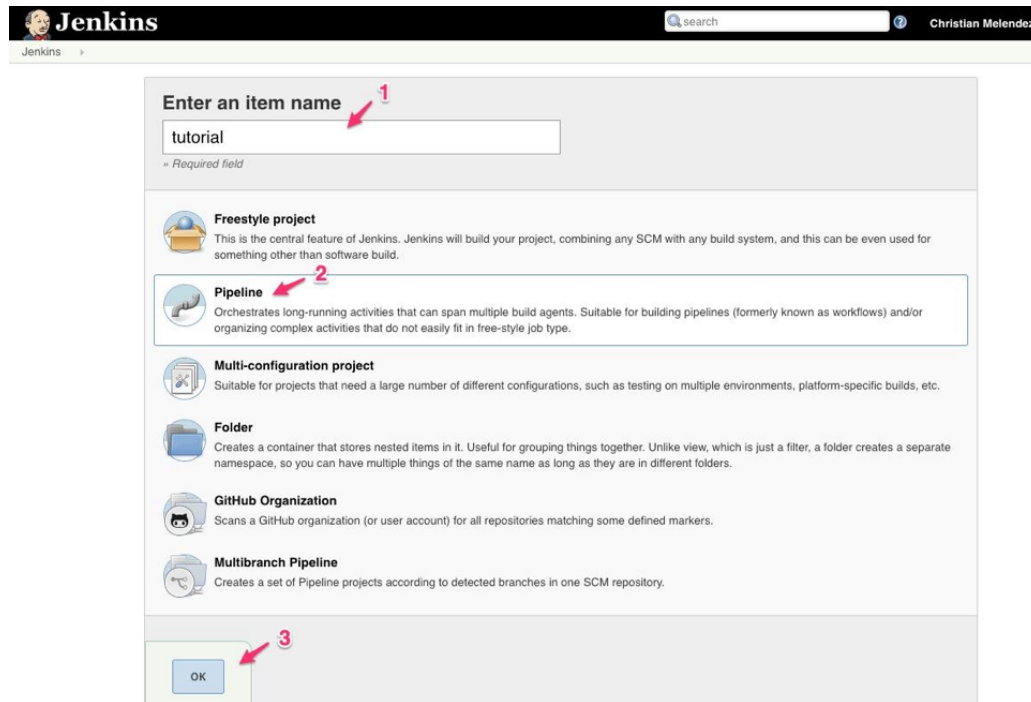 Jenkins
search
Christian Melendez
Jenkins
Enter an item name
1
tutorial
» Required field
Freestyle project
This is the central feature of Jenkins. Jenkins will build your project, combining any SCM with any build system, and this can be even used for
something other than software build.
2
Pipeline
Orchestrates long-running activities that can span multiple build agents. Suitable for building pipelines (formerly known as workflows) and/or
organizing complex activities that do not easily fit in free-style job type.
Multi-configuration project
Suitable for projects that need a large number of different configurations, such as testing on multiple environments, platform-specific builds, etc.
Folder
Creates a container that stores nested items in it. Useful for grouping things together. Unlike view, which is just a filter, a folder creates a separate
namespace, so you can have multiple things of the same name as long as they are in different folders.
GitHub Organization
Scans a GitHub organization (or user account) for all repositories matching some defined markers.
Multibranch Pipeline
Creates a set of Pipeline projects according to detected branches in one SCM repository.
3
OK